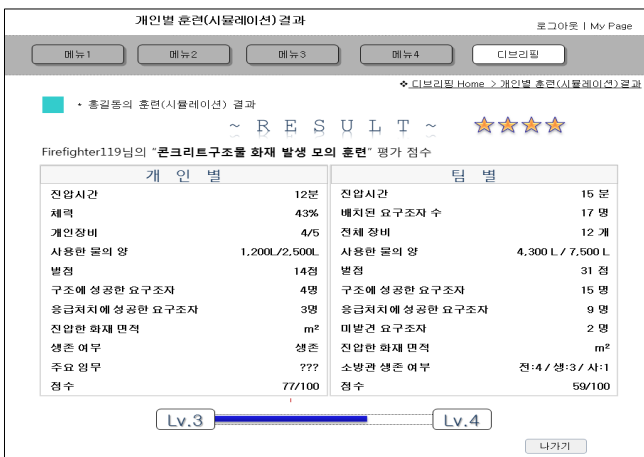 개인별 훈련(시뮬레이션) 결과
로그아웃 | My Page
메뉴1 메뉴2 메뉴3 메뉴4 디브리핑
❖ 디브리핑 Home > 개인별 훈련(시뮬레이션) 결과
• 홍길동의 훈련(시뮬레이션) 결과
~ R E S U L T ~
Firefighter119님의 “콘크리트구조물 화재 발생 모의 훈련” 평가 점수
개 인 별 팀 별
진압시간 12분 진압시간 15 분
체력 43% 배치된 요구조자 수 17 명
개인장비 4/5 전체 장비 12 개
사용한 물의 양 1,200L/2,500L 사용한 물의 양 4,300 L / 7,500 L
벌점 14점 벌점 31 점
구조에 성공한 요구조자 4명 구조에 성공한 요구조자 15 명
응급처치에 성공한 요구조자 3명 응급처치에 성공한 요구조자 9 명
진압한 화재 면적 m² 미발견 요구조자 2 명
생존 여부 생존 진압한 화재 면적 m²
주요 임무 ??? 소방관 생존 여부 전:4 / 생:3 / 사:1
점수 77/100 점수 59/100
Lv.3 Lv.4
나가기